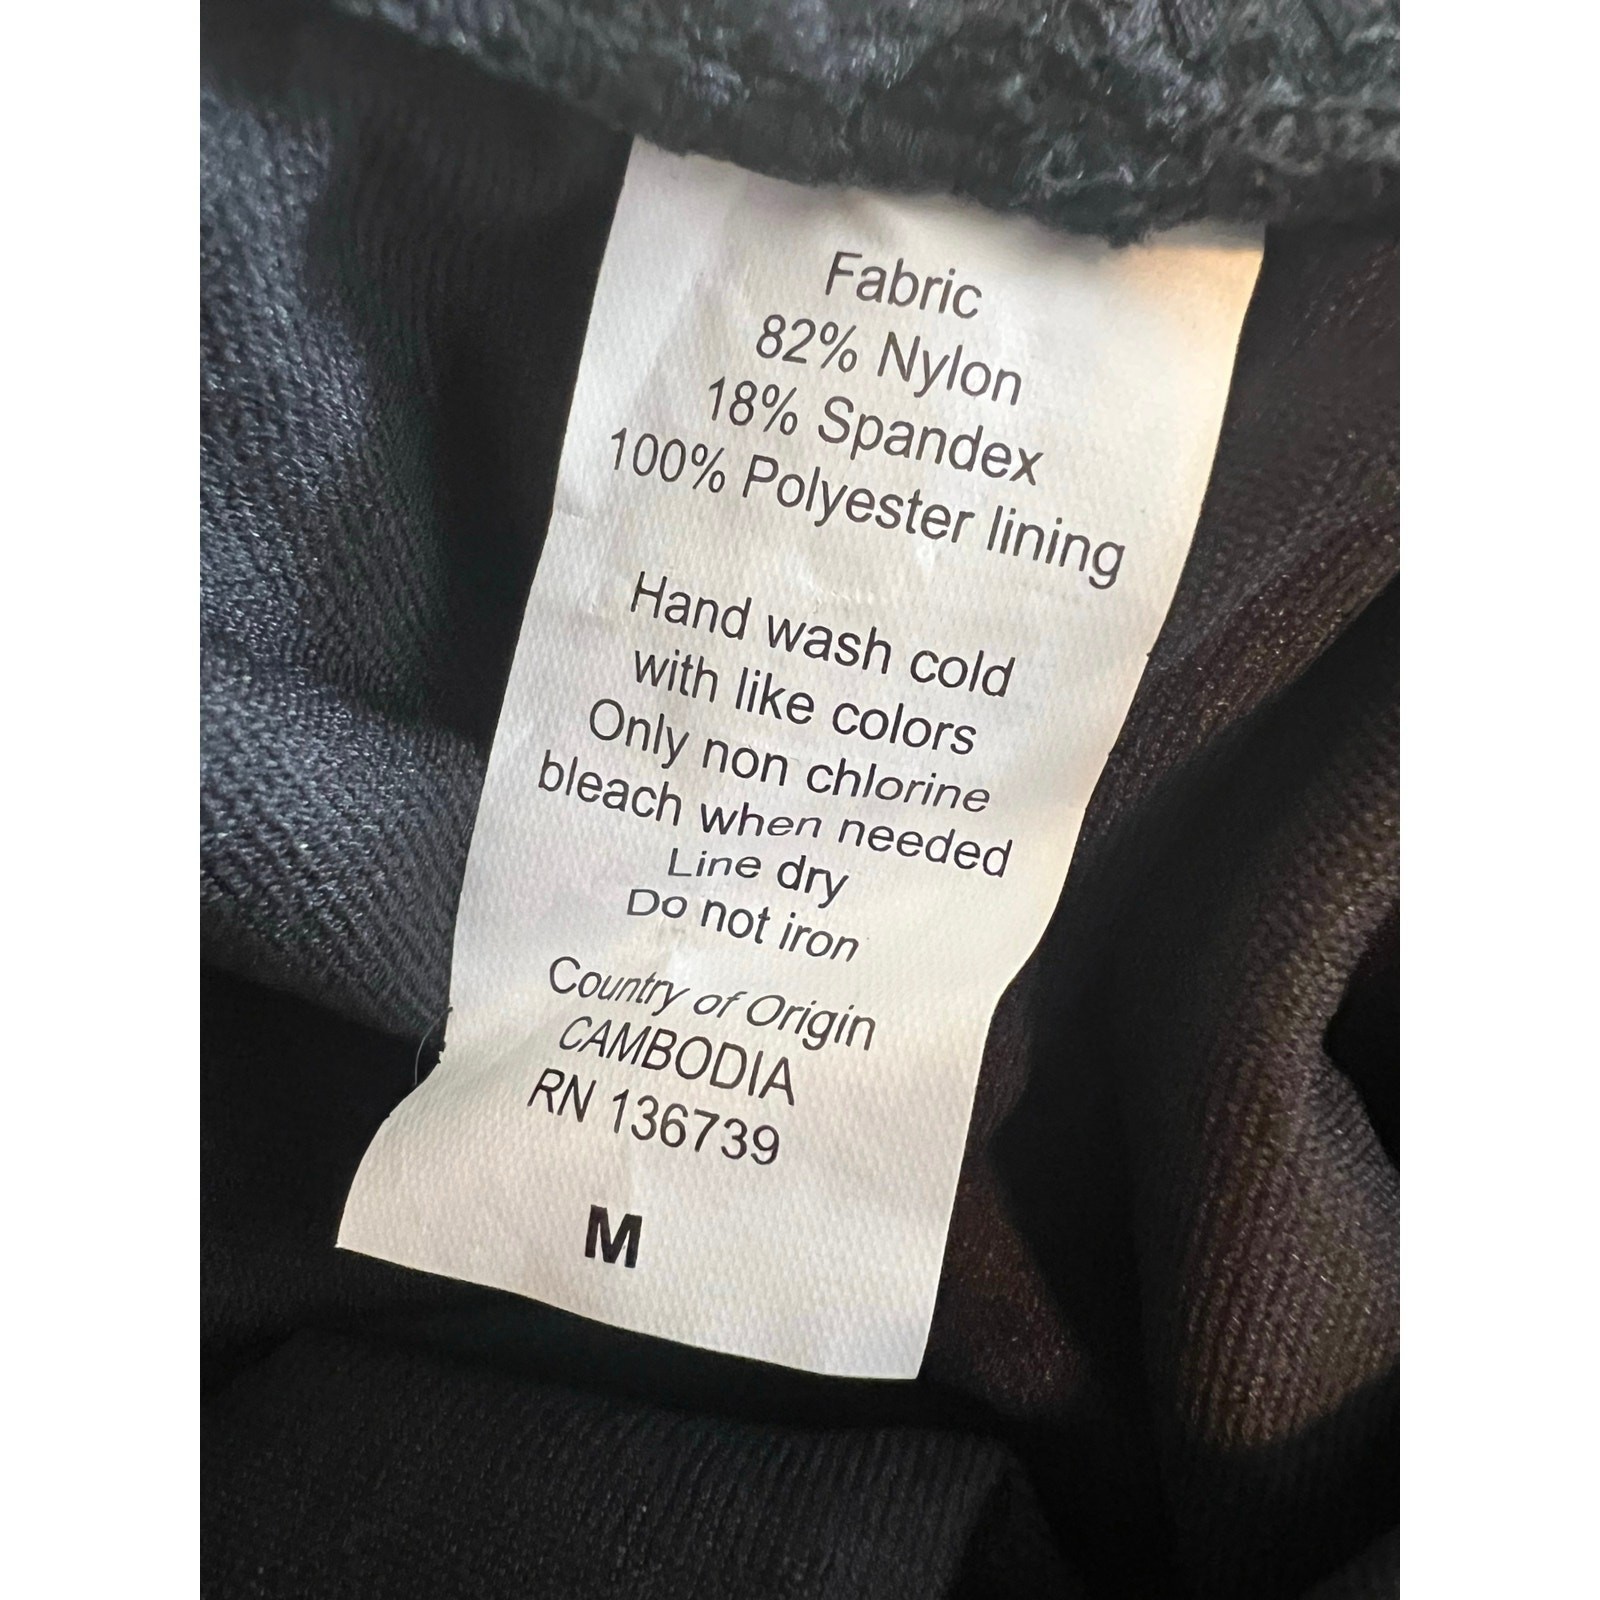 Fabric
82% Nylon
18% Spandex
100% Polyester lining
Hand wash cold
with like colors
Only non chlorine
bleach when needed
Line dry
Do not iron
Country of Origin
CAMBODIA
RN 136739
M